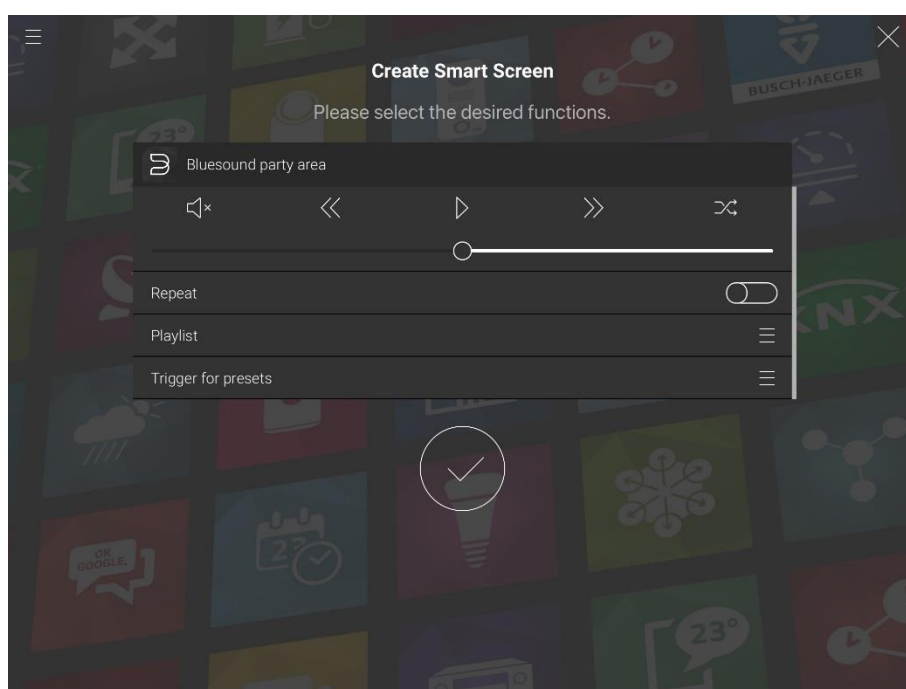 Create Smart Screen
Please select the desired functions.
BUSCH-JAEGER
23°
Bluesound party area
Repeat
KNX
Playlist
Trigger for presets
OK
GOOGLE,
23°